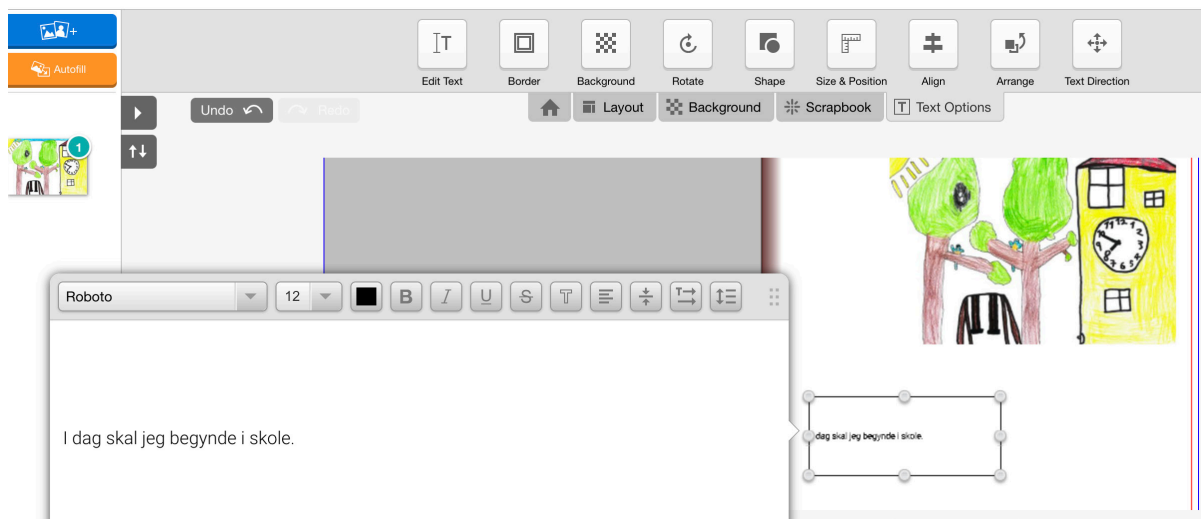 Autofill
Edit Text
Border
Background
Rotate
Shape
Size & Position
Align
Arrange
Text Direction
Undo
Redo
Layout
Background
Scrapbook
T Text Options
1
Roboto
12
B I U S T
I dag skal jeg begynde i skole.
I dag skal jeg begynde i skole.